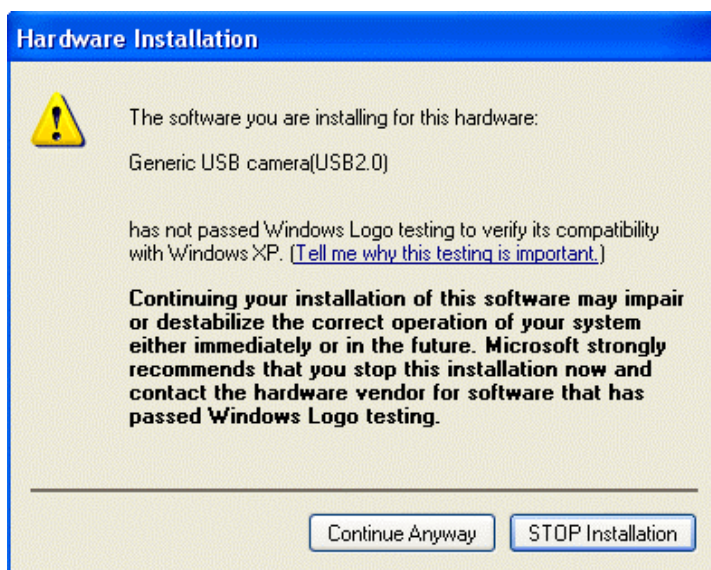 Hardware Installation
The software you are installing for this hardware:
Generic USB camera(USB2.0)
has not passed Windows Logo testing to verify its compatibility
with Windows XP. (Tell me why this testing is important.)
Continuing your installation of this software may impair
or destabilize the correct operation of your system
either immediately or in the future. Microsoft strongly
recommends that you stop this installation now and
contact the hardware vendor for software that has
passed Windows Logo testing.
Continue Anyway
STOP Installation